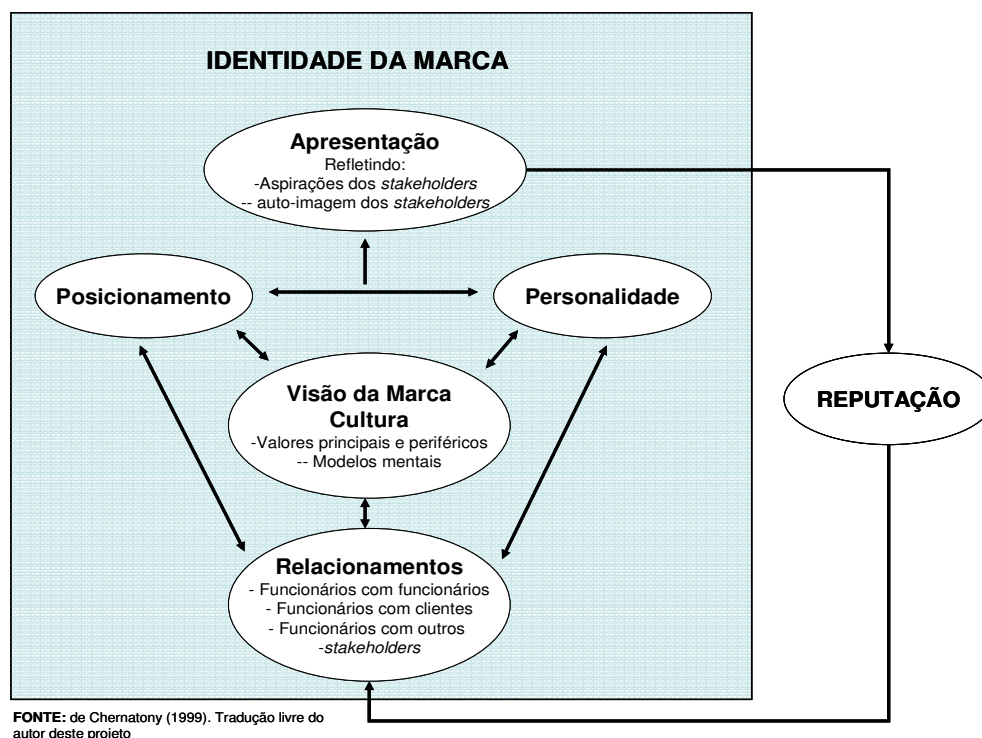 IDENTIDADE DA MARCA
Apresentação
Refletindo:
-Aspirações dos stakeholders
-- auto-imagem dos stakeholders
Posicionamento
Personalidade
Visão da Marca
Cultura
-Valores principais e periféricos
-- Modelos mentais
REPUTAÇÃO
Relacionamentos
- Funcionários com funcionários
- Funcionários com clientes
- Funcionários com outros
-stakeholders
FONTE: de Chernatony (1999). Tradução livre do
autor deste projeto